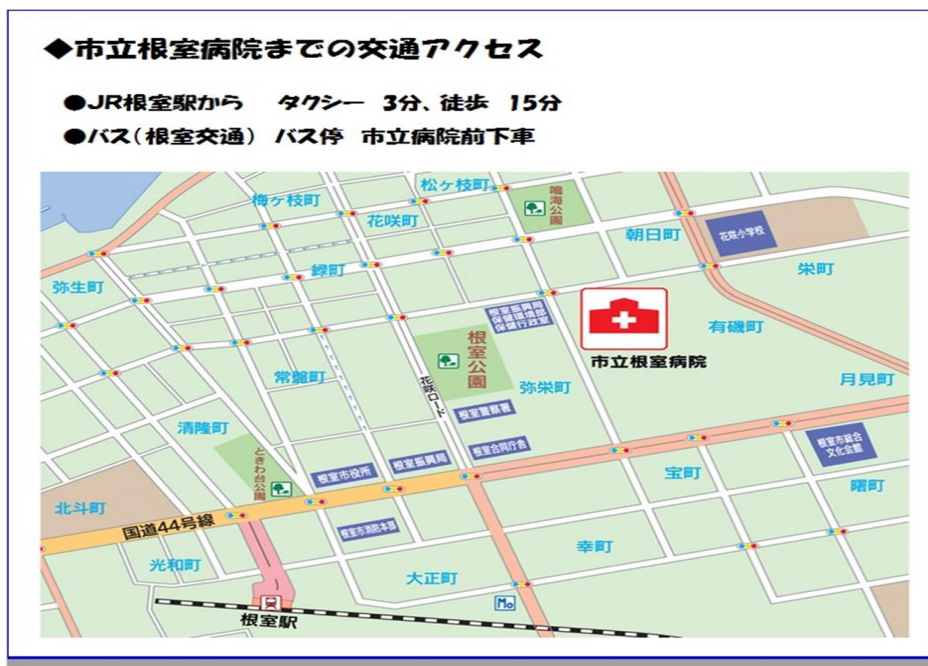 ◆市立根室病院までの交通アクセス
●JR根室駅から タクシー 3分、徒歩 15分
●バス(根室交通) バス停 市立病院前下車
松ヶ枝町
鳴海公園
梅ヶ枝町
花咲町
朝日町
花咲小学校
緑町
栄町
弥生町
根室振興局
保健環境部
保健行政室
有磯町
根室公園
市立根室病院
常盤町
花咲ロード
弥栄町
月見町
根室警察署
清隆町
根室合同庁舎
根室市総合
文化会館
ときわ台公園
根室振興局
根室市役所
宝町
曙町
北斗町
国道44号線
根室市消防本部
幸町
光和町
大正町
Mo
根室駅